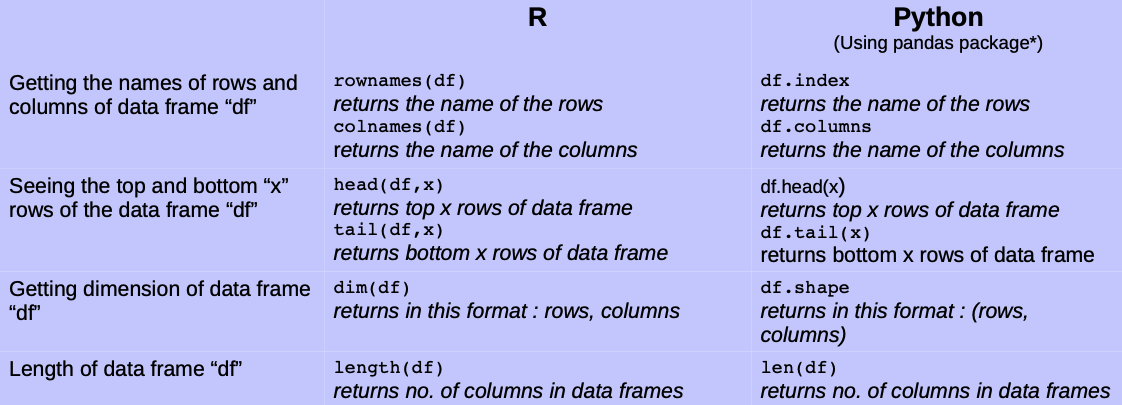 R
Python
(Using pandas package*)
Getting the names of rows and
columns of data frame “df”
rownames(df)
returns the name of the rows
colnames(df)
returns the name of the columns
df.index
returns the name of the rows
df.columns
returns the name of the columns
Seeing the top and bottom “x”
rows of the data frame “df”
head(df,x)
returns top x rows of data frame
tail(df,x)
returns bottom x rows of data frame
df.head(x)
returns top x rows of data frame
df.tail(x)
returns bottom x rows of data frame
Getting dimension of data frame
“df”
dim(df)
returns in this format : rows, columns
df.shape
returns in this format : (rows,
columns)
Length of data frame “df”
length(df)
returns no. of columns in data frames
len(df)
returns no. of columns in data frames